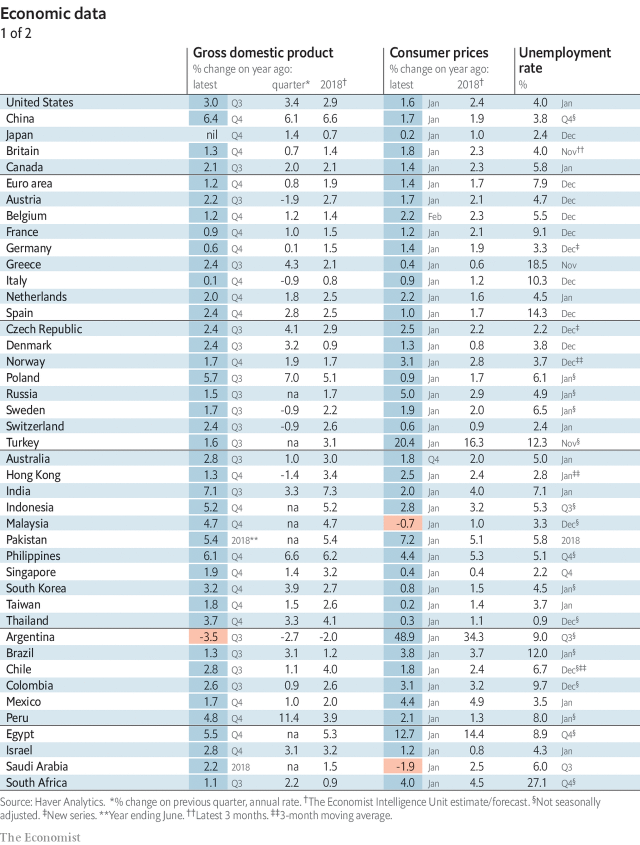 Economic data
1 of 2
Gross domestic product Consumer prices Unemployment
% change on year ago: % change on year ago: rate
latest quarter* 2018† latest 2018† %
United States 3.0 Q3 3.4 2.9 1.6 Jan 2.4 4.0 Jan
China 6.4 Q4 6.1 6.6 1.7 Jan 1.9 3.8 Q4§
Japan nil Q4 1.4 0.7 0.2 Jan 1.0 2.4 Dec
Britain 1.3 Q4 0.7 1.4 1.8 Jan 2.3 4.0 Nov††
Canada 2.1 Q3 2.0 2.1 1.4 Jan 2.3 5.8 Jan
Euro area 1.2 Q4 0.8 1.9 1.4 Jan 1.7 7.9 Dec
Austria 2.2 Q3 -1.9 2.7 1.7 Jan 2.1 4.7 Dec
Belgium 1.2 Q4 1.2 1.4 2.2 Feb 2.3 5.5 Dec
France 0.9 Q4 1.0 1.5 1.2 Jan 2.1 9.1 Dec
Germany 0.6 Q4 0.1 1.5 1.4 Jan 1.9 3.3 Dec‡
Greece 2.4 Q3 4.3 2.1 0.4 Jan 0.6 18.5 Nov
Italy 0.1 Q4 -0.9 0.8 0.9 Jan 1.2 10.3 Dec
Netherlands 2.0 Q4 1.8 2.5 2.2 Jan 1.6 4.5 Jan
Spain 2.4 Q4 2.8 2.5 1.0 Jan 1.7 14.3 Dec
Czech Republic 2.4 Q3 4.1 2.9 2.5 Jan 2.2 2.2 Dec‡
Denmark 2.4 Q3 3.2 0.9 1.3 Jan 0.8 3.8 Dec
Norway 1.7 Q4 1.9 1.7 3.1 Jan 2.8 3.7 Dec‡‡
Poland 5.7 Q3 7.0 5.1 0.9 Jan 1.7 6.1 Jan§
Russia 1.5 Q3 na 1.7 5.0 Jan 2.9 4.9 Jan§
Sweden 1.7 Q3 -0.9 2.2 1.9 Jan 2.0 6.5 Jan§
Switzerland 2.4 Q3 -0.9 2.6 0.6 Jan 0.9 2.4 Jan
Turkey 1.6 Q3 na 3.1 20.4 Jan 16.3 12.3 Nov§
Australia 2.8 Q3 1.0 3.0 1.8 Q4 2.0 5.0 Jan
Hong Kong 1.3 Q4 -1.4 3.4 2.5 Jan 2.4 2.8 Jan‡‡
India 7.1 Q3 3.3 7.3 2.0 Jan 4.0 7.1 Jan
Indonesia 5.2 Q4 na 5.2 2.8 Jan 3.2 5.3 Q3§
Malaysia 4.7 Q4 na 4.7 -0.7 Jan 1.0 3.3 Dec§
Pakistan 5.4 2018** na 5.4 7.2 Jan 5.1 5.8 2018
Philippines 6.1 Q4 6.6 6.2 4.4 Jan 5.3 5.1 Q4§
Singapore 1.9 Q4 1.4 3.2 0.4 Jan 0.4 2.2 Q4
South Korea 3.2 Q4 3.9 2.7 0.8 Jan 1.5 4.5 Jan§
Taiwan 1.8 Q4 1.5 2.6 0.2 Jan 1.4 3.7 Jan
Thailand 3.7 Q4 3.3 4.1 0.3 Jan 1.1 0.9 Dec§
Argentina -3.5 Q3 -2.7 -2.0 48.9 Jan 34.3 9.0 Q3§
Brazil 1.3 Q3 3.1 1.2 3.8 Jan 3.7 12.0 Jan§
Chile 2.8 Q3 1.1 4.0 1.8 Jan 2.4 6.7 Dec§‡‡
Colombia 2.6 Q3 0.9 2.6 3.1 Jan 3.2 9.7 Dec§
Mexico 1.7 Q4 1.0 2.0 4.4 Jan 4.9 3.5 Jan
Peru 4.8 Q4 11.4 3.9 2.1 Jan 1.3 8.0 Jan§
Egypt 5.5 Q4 na 5.3 12.7 Jan 14.4 8.9 Q4§
Israel 2.8 Q4 3.1 3.2 1.2 Jan 0.8 4.3 Jan
Saudi Arabia 2.2 2018 na 1.5 -1.9 Jan 2.5 6.0 Q3
South Africa 1.1 Q3 2.2 0.9 4.0 Jan 4.5 27.1 Q4§
Source: Haver Analytics. *% change on previous quarter, annual rate. †The Economist Intelligence Unit estimate/forecast. §Not seasonally
adjusted. ‡New series. **Year ending June. ††Latest 3 months. ‡‡3-month moving average.
The Economist